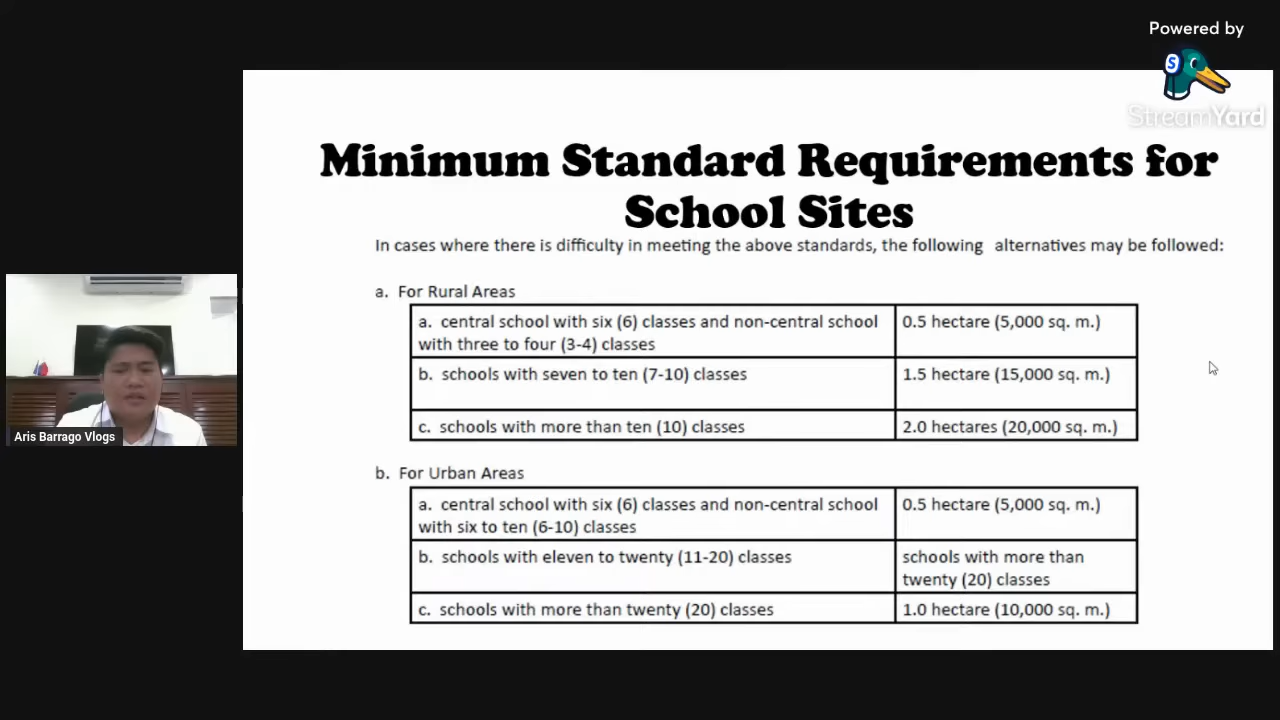 Powered by
StreamYard
Minimum Standard Requirements for
School Sites
In cases where there is difficulty in meeting the above standards, the following alternatives may be followed:
a. For Rural Areas
a. central school with six (6) classes and non-central school
with three to four (3-4) classes
0.5 hectare (5,000 sq. m.)
b. schools with seven to ten (7-10) classes
1.5 hectare (15,000 sq. m.)
c. schools with more than ten (10) classes
2.0 hectares (20,000 sq. m.)
b. For Urban Areas
a. central school with six (6) classes and non-central school
with six to ten (6-10) classes
0.5 hectare (5,000 sq. m.)
b. schools with eleven to twenty (11-20) classes
schools with more than
twenty (20) classes
c. schools with more than twenty (20) classes
1.0 hectare (10,000 sq. m.)
Aris Barrago Vlogs